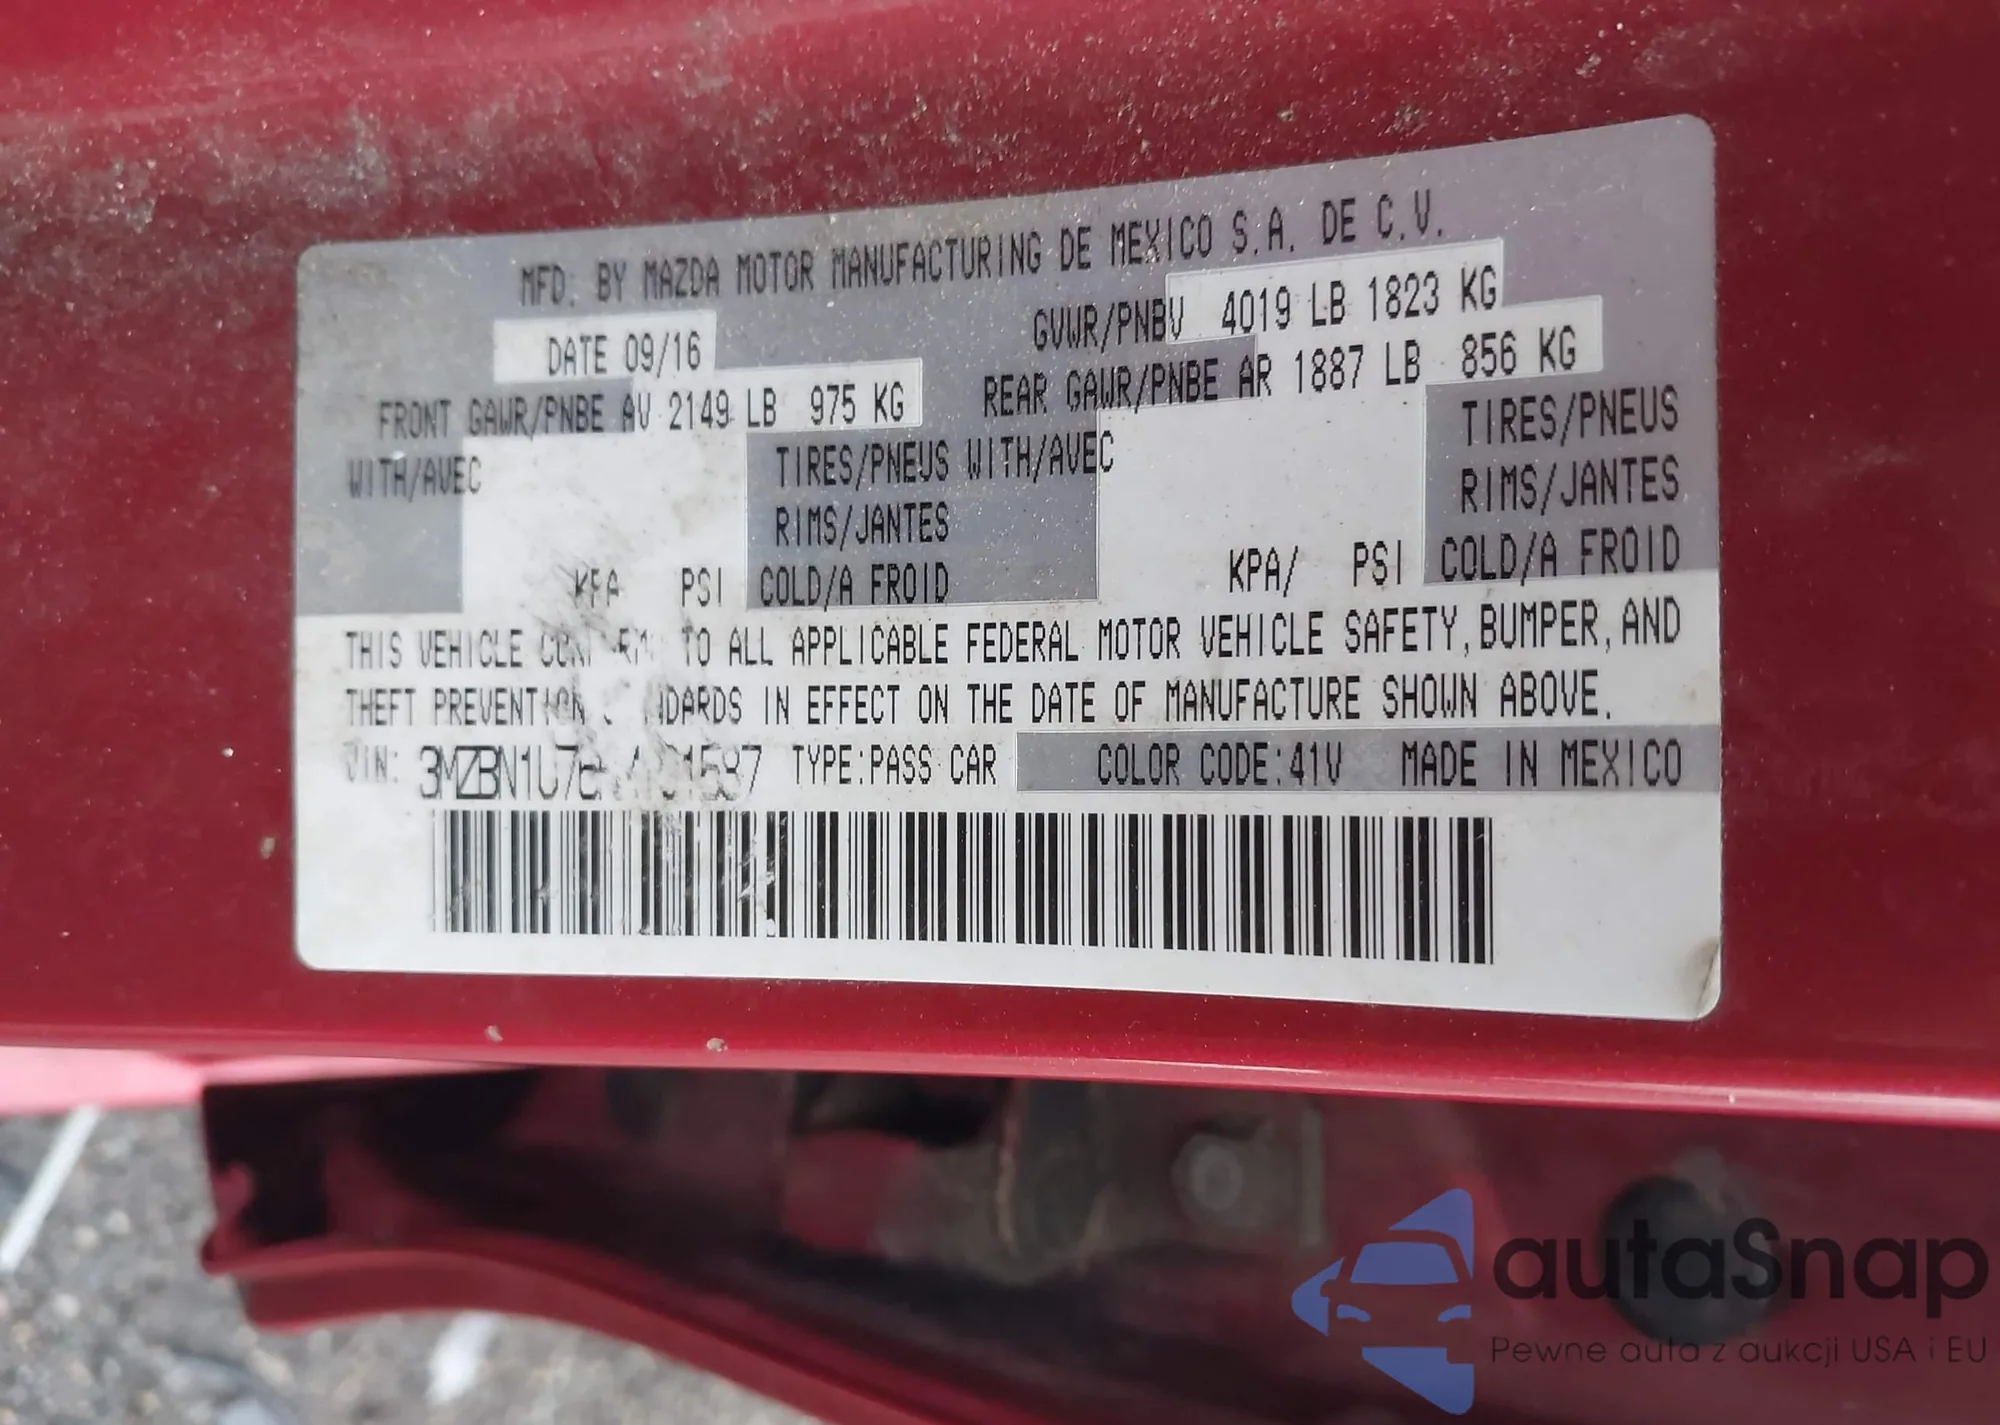 MFD. BY MAZDA MOTOR MANUFACTURING DE MEXICO S.A. DE C.V.
DATE 09/16 GVWR/PNBV 4019 LB 1823 KG
FRONT GAWR/PNBE AV 2149 LB 975 KG REAR GAWR/PNBE AR 1887 LB 856 KG
WITH/AVEC TIRES/PNEUS WITH/AVEC TIRES/PNEUS
RIMS/JANTES RIMS/JANTES
KPA PSI COLD/A FROID KPA/ PSI COLD/A FROID
THIS VEHICLE TO ALL APPLICABLE FEDERAL MOTOR VEHICLE SAFETY, BUMPER, AND
THEFT PREVENTION IN EFFECT ON THE DATE OF MANUFACTURE SHOWN ABOVE.
VIN: TYPE:PASS CAR COLOR CODE:41V MADE IN MEXICO
autaSnap
Pewne auta z aukcji USA i EU